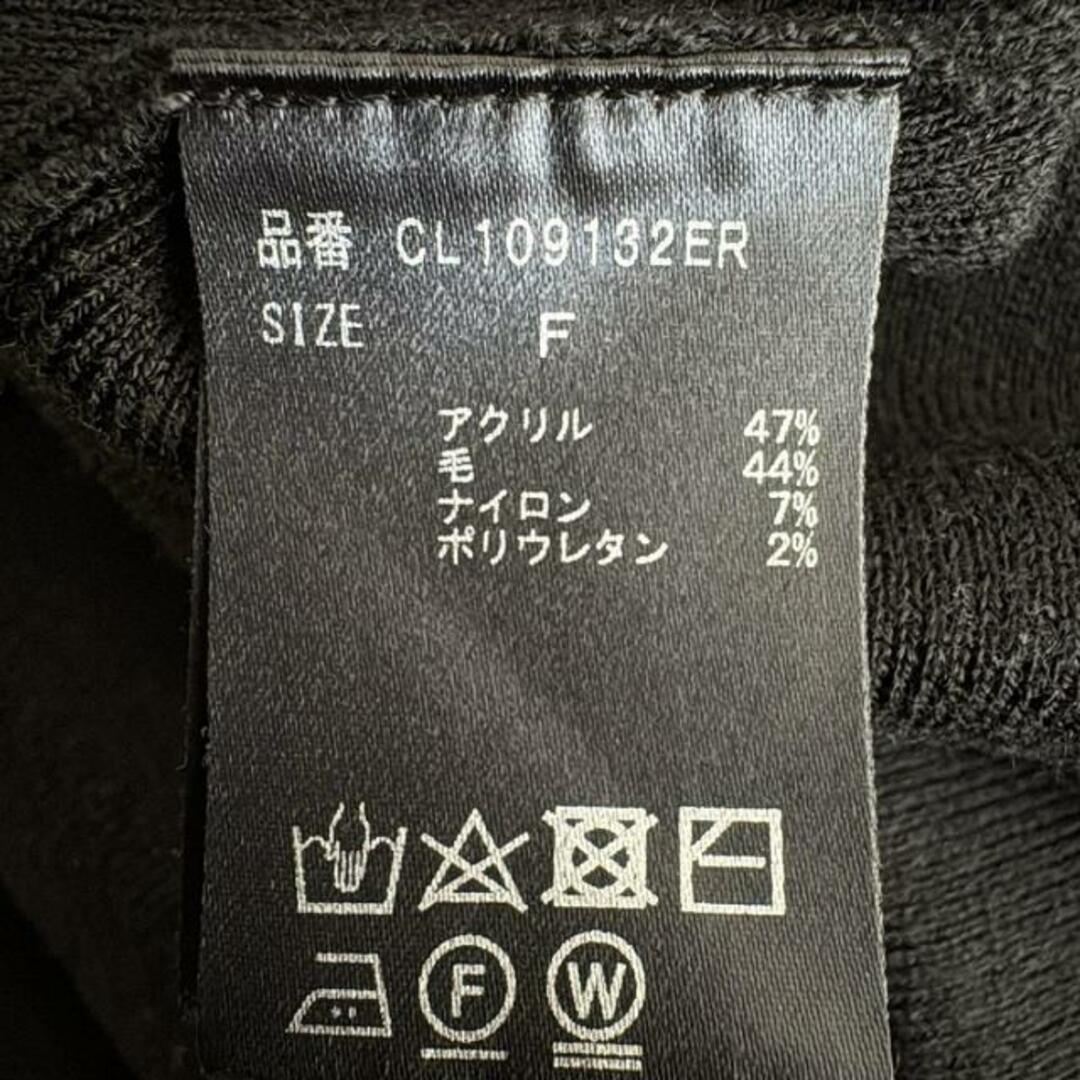 品番 CL109132ER
SIZE F
アクリル 47%
毛 44%
ナイロン 7%
ポリウレタン 2%
F W